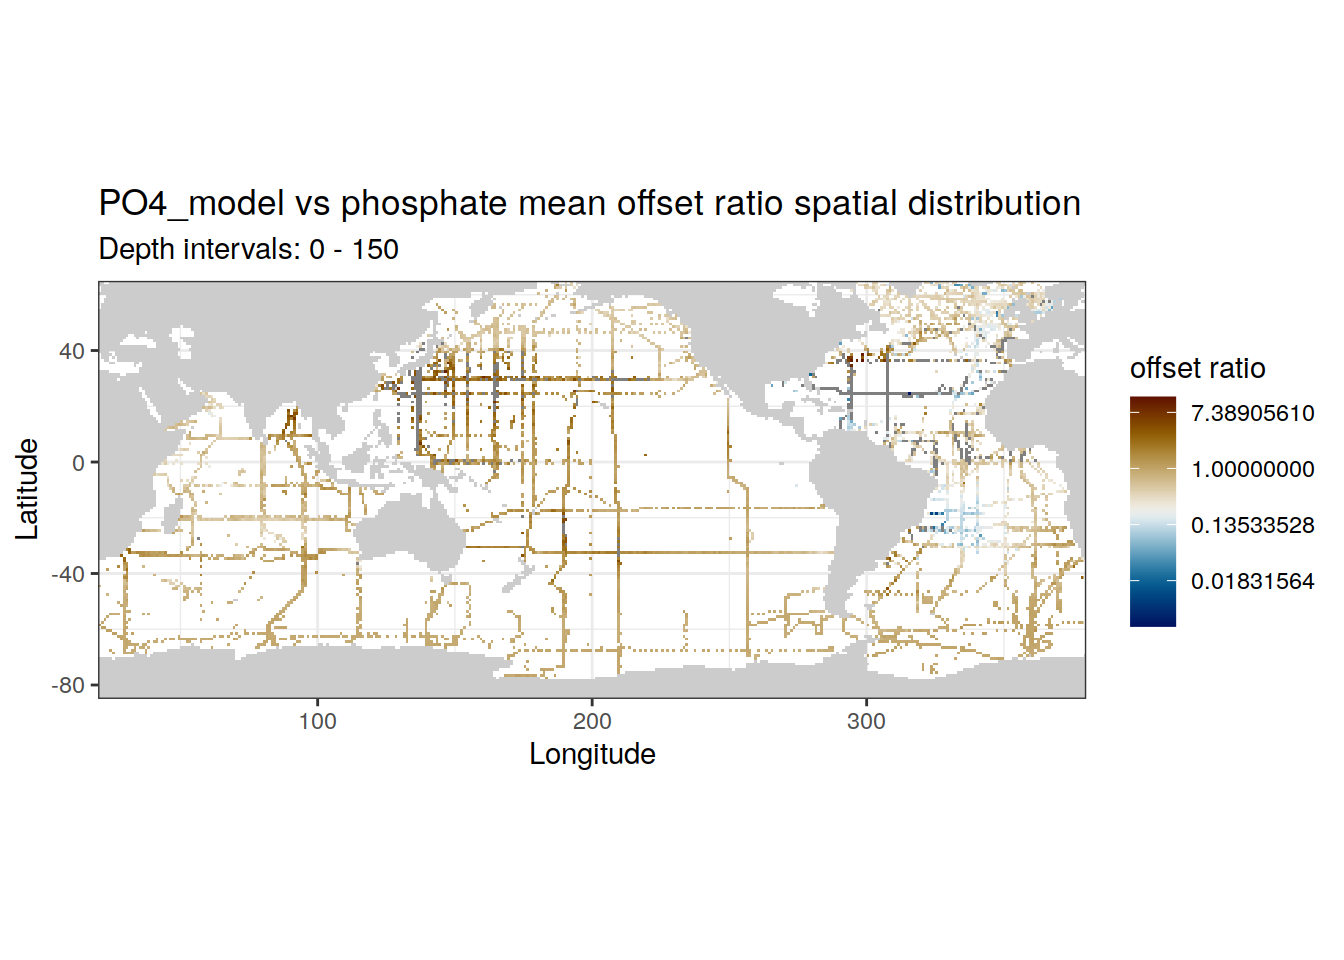 PO4_model vs phosphate mean offset ratio spatial distribution
Depth intervals: 0 - 150
40
0
-40
-80
Latitude
100
200
300
Longitude
offset ratio
7.38905610
1.00000000
0.13533528
0.01831564